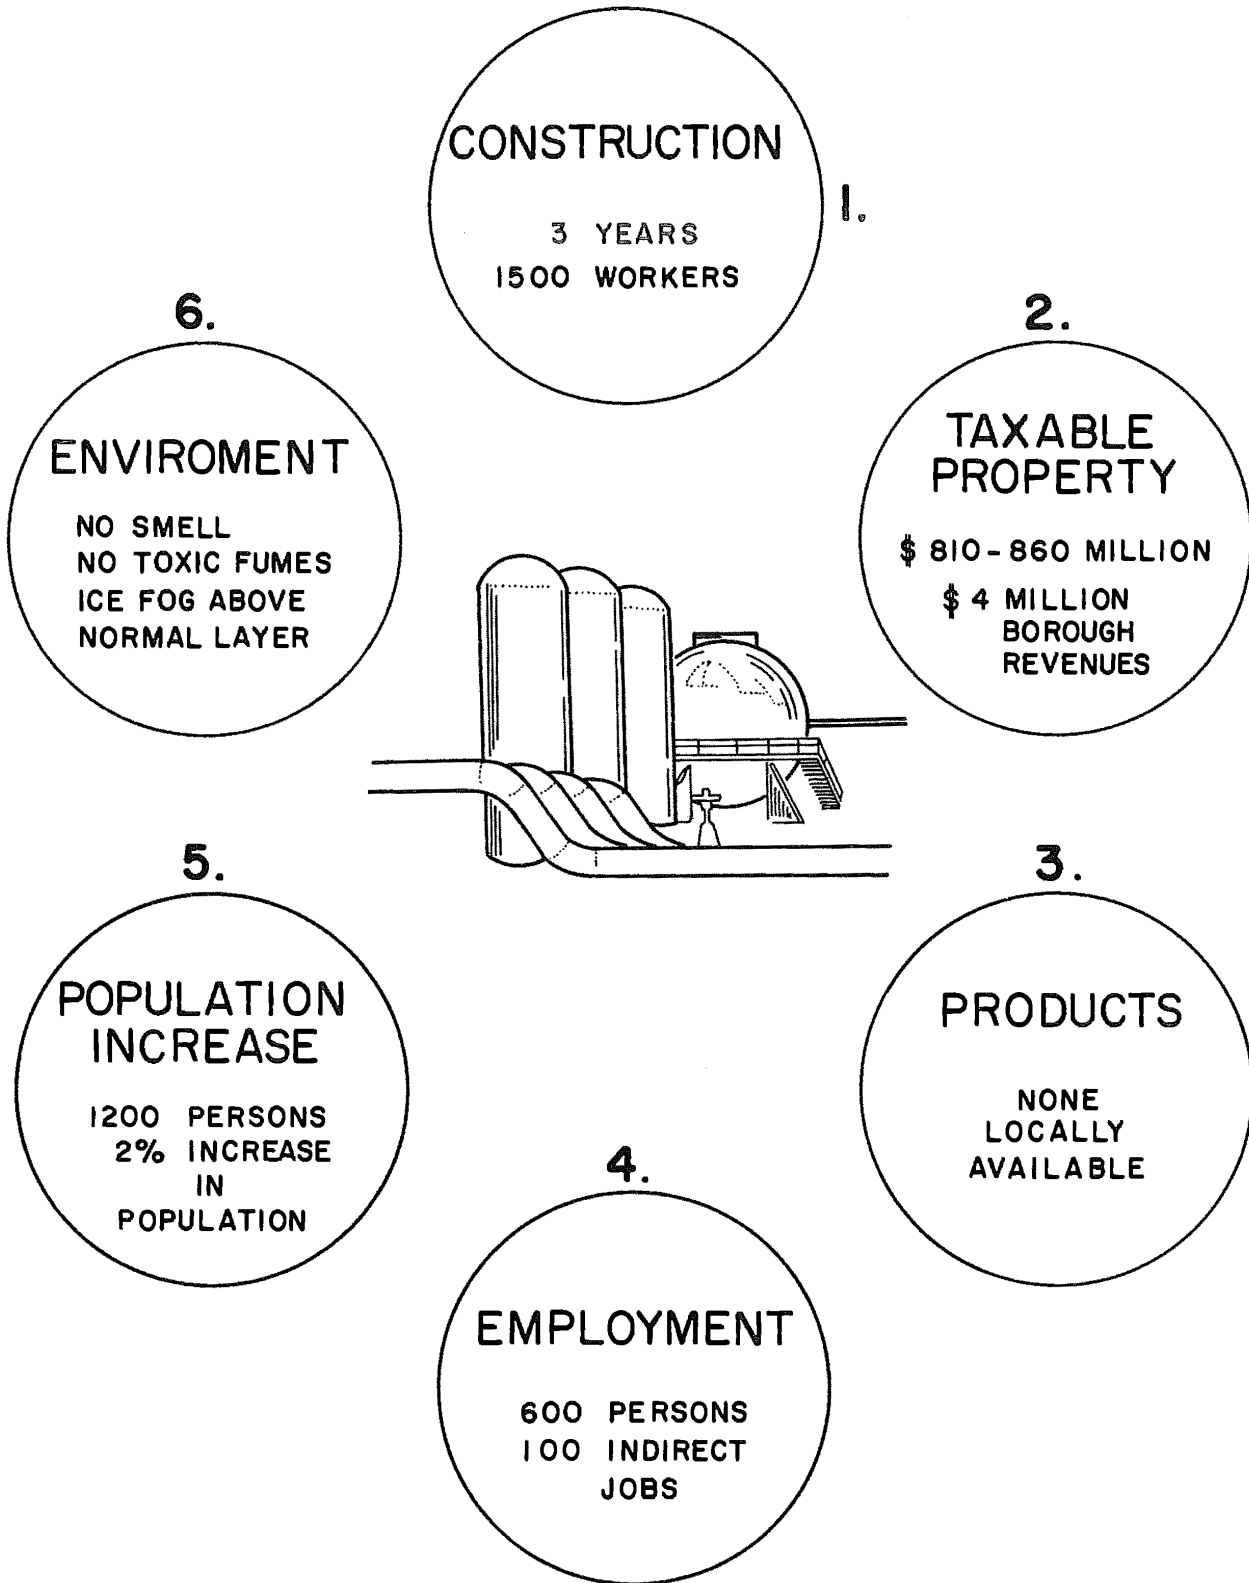 1.
CONSTRUCTION
3 YEARS
1500 WORKERS
2.
TAXABLE
PROPERTY
$ 810-860 MILLION
$ 4 MILLION
BOROUGH
REVENUES
3.
PRODUCTS
NONE
LOCALLY
AVAILABLE
4.
EMPLOYMENT
600 PERSONS
100 INDIRECT
JOBS
5.
POPULATION
INCREASE
1200 PERSONS
2% INCREASE
IN
POPULATION
6.
ENVIROMENT
NO SMELL
NO TOXIC FUMES
ICE FOG ABOVE
NORMAL LAYER